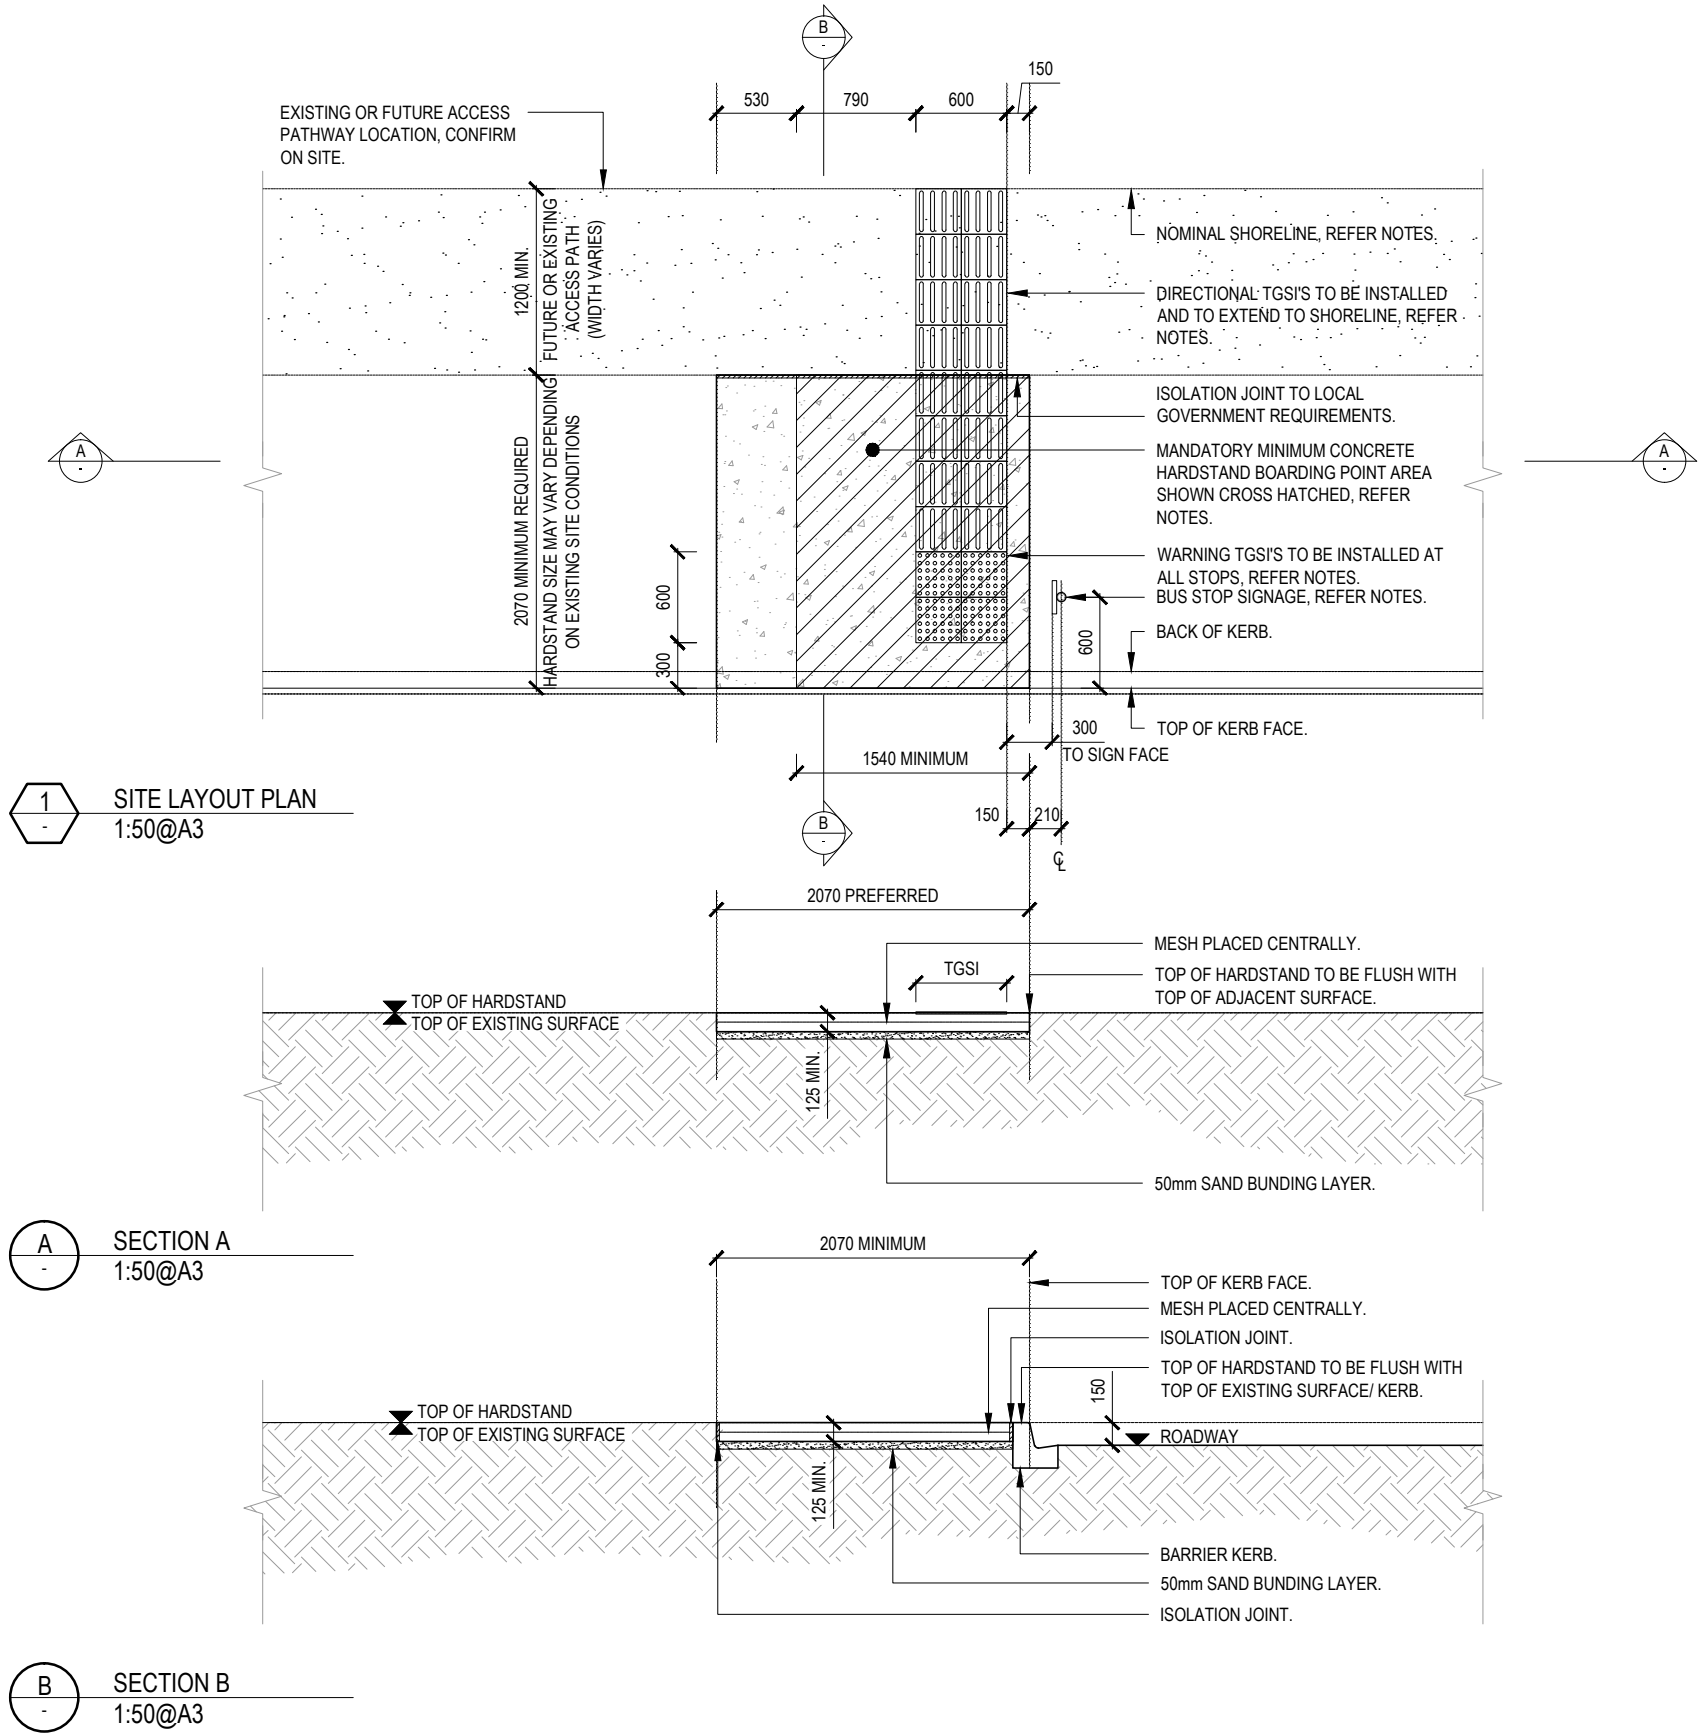 B
-
150
530
790
600
EXISTING OR FUTURE ACCESS
PATHWAY LOCATION, CONFIRM
ON SITE.
1200 MIN.
FUTURE OR EXISTING
ACCESS PATH
(WIDTH VARIES)
NOMINAL SHORELINE, REFER NOTES.
DIRECTIONAL TGSI'S TO BE INSTALLED
AND TO EXTEND TO SHORELINE, REFER
NOTES.
ISOLATION JOINT TO LOCAL
GOVERNMENT REQUIREMENTS.
A
-
A
-
2070 MINIMUM REQUIRED
HARDSTAND SIZE MAY VARY DEPENDING
ON EXISTING SITE CONDITIONS
MANDATORY MINIMUM CONCRETE
HARDSTAND BOARDING POINT AREA
SHOWN CROSS HATCHED, REFER
NOTES.
WARNING TGSI'S TO BE INSTALLED AT
ALL STOPS, REFER NOTES.
BUS STOP SIGNAGE, REFER NOTES.
600
300
600
BACK OF KERB.
TOP OF KERB FACE.
300
TO SIGN FACE
1540 MINIMUM
150
210
CL
B
-
1
-
SITE LAYOUT PLAN
1:50@A3
2070 PREFERRED
MESH PLACED CENTRALLY.
TGSI
TOP OF HARDSTAND TO BE FLUSH WITH
TOP OF ADJACENT SURFACE.
TOP OF HARDSTAND
TOP OF EXISTING SURFACE
125 MIN.
50mm SAND BUNDING LAYER.
A
-
SECTION A
1:50@A3
2070 MINIMUM
TOP OF KERB FACE.
MESH PLACED CENTRALLY.
ISOLATION JOINT.
TOP OF HARDSTAND TO BE FLUSH WITH
TOP OF EXISTING SURFACE/ KERB.
150
TOP OF HARDSTAND
TOP OF EXISTING SURFACE
ROADWAY
125 MIN.
BARRIER KERB.
50mm SAND BUNDING LAYER.
ISOLATION JOINT.
B
-
SECTION B
1:50@A3